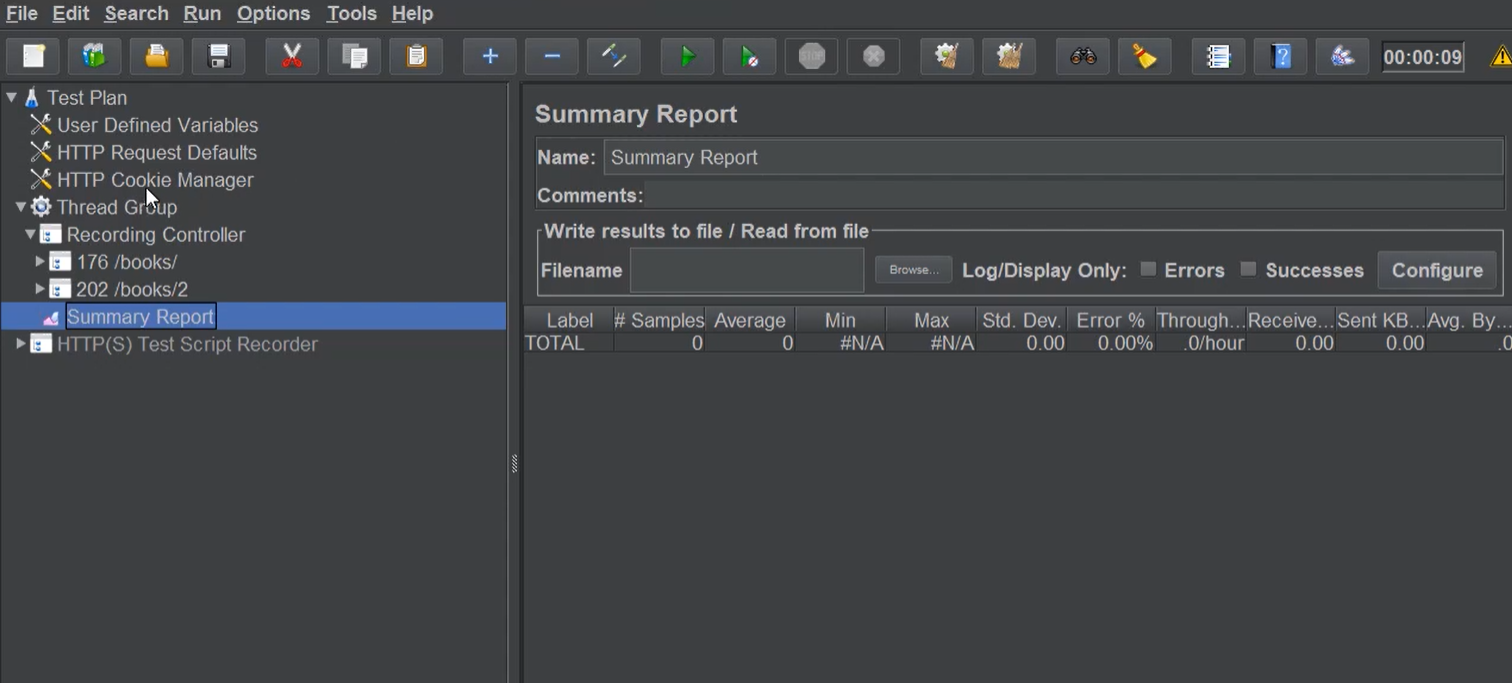 File Edit Search Run Options Tools Help
STOP
00:00:09
Test Plan
User Defined Variables
HTTP Request Defaults
HTTP Cookie Manager
Thread Group
Recording Controller
176 /books/
202 /books/2
Summary Report
HTTP(S) Test Script Recorder
Summary Report
Name: Summary Report
Comments:
Write results to file / Read from file
Filename Browse... Log/Display Only: Errors Successes Configure
Label # Samples Average Min Max Std. Dev. Error % Through... Receive... Sent KB... Avg. By...
TOTAL 0 0 #N/A #N/A 0.00 0.00% .0/hour 0.00 0.00 .0